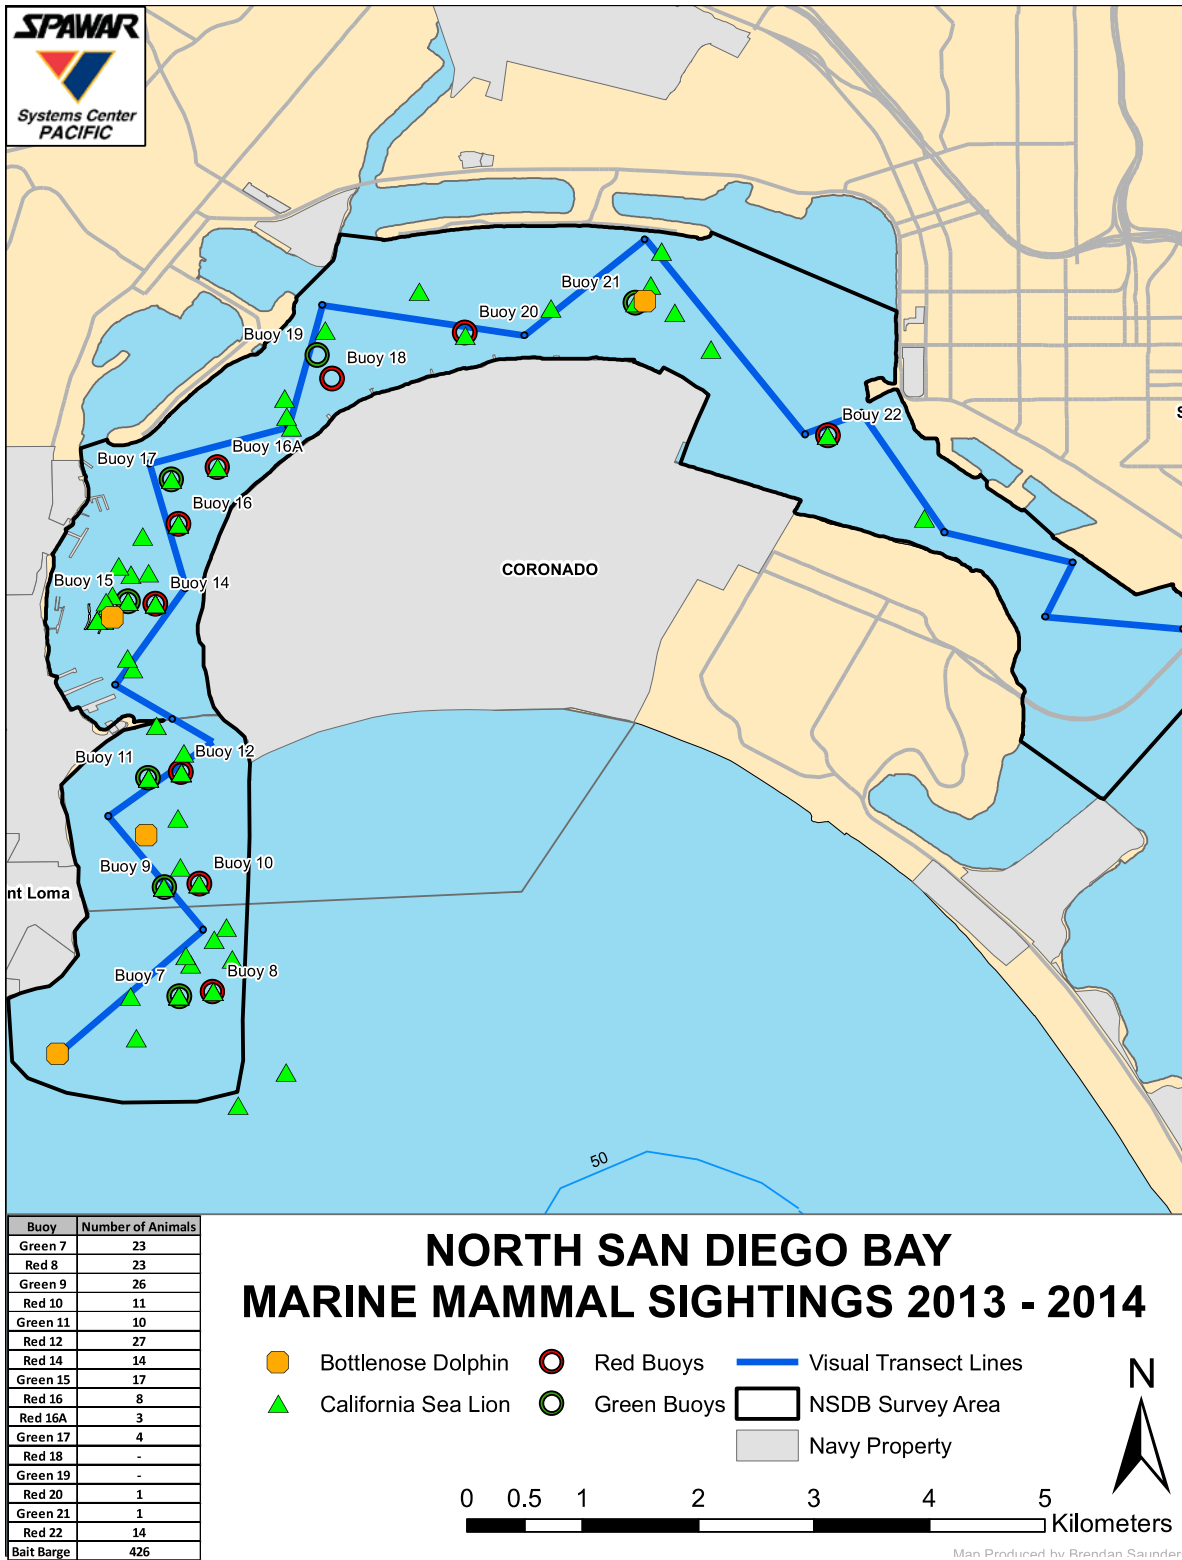 SPAWAR
Systems Center
PACIFIC
Buoy 21
Buoy 20
Buoy 19
Buoy 18
Bouy 22
Buoy 16A
Buoy 17
Buoy 16
CORONADO
Buoy 15
Buoy 14
Buoy 12
Buoy 11
Buoy 10
Buoy 9
nt Loma
Buoy 8
Buoy 7
50
S
Buoy Number of Animals
Green 7 23
Red 8 23
Green 9 26
Red 10 11
Green 11 10
Red 12 27
Red 14 14
Green 15 17
Red 16 8
Red 16A 3
Green 17 4
Red 18 -
Green 19 -
Red 20 1
Green 21 1
Red 22 14
Bait Barge 426
NORTH SAN DIEGO BAY
MARINE MAMMAL SIGHTINGS 2013 - 2014
Bottlenose Dolphin Red Buoys Visual Transect Lines
California Sea Lion Green Buoys NSDB Survey Area
Navy Property
N
0 0.5 1 2 3 4 5
Kilometers
Map Produced by Brendan Saunder